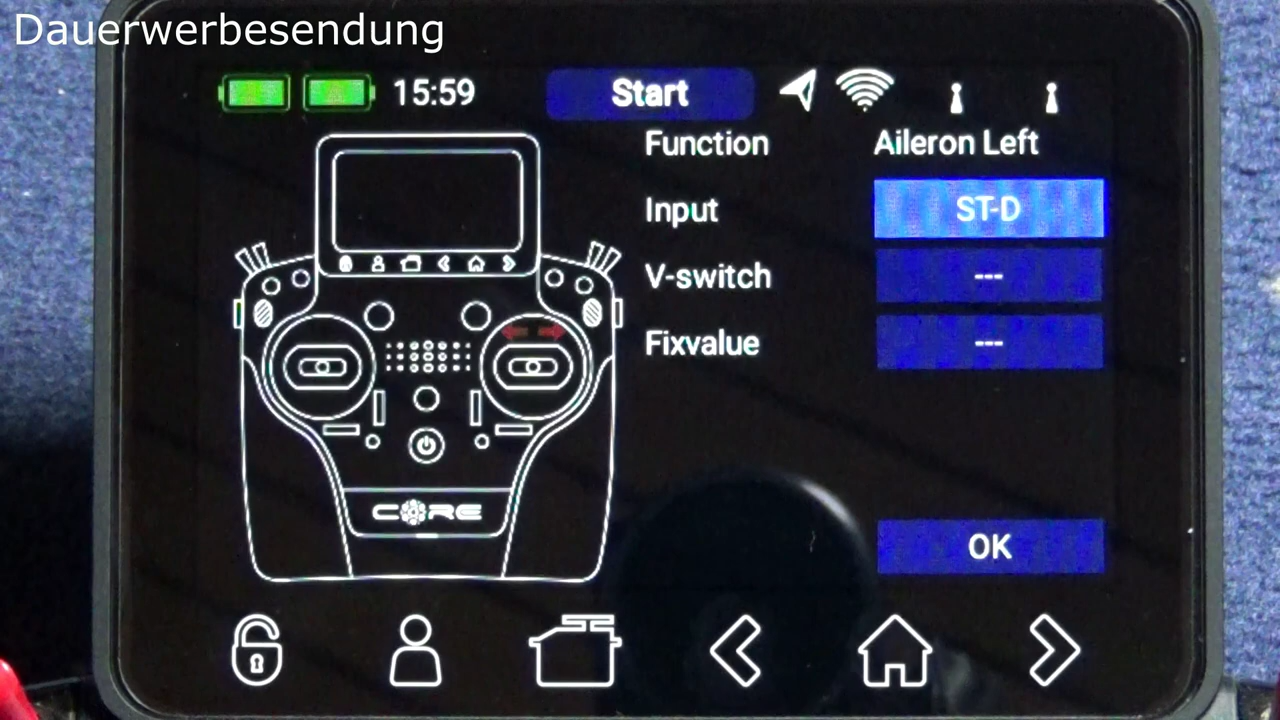 Dauerwerbesendung
15:59
Start
Function Aileron Left
Input ST-D
V-switch ---
Fixvalue ---
CORE
OK